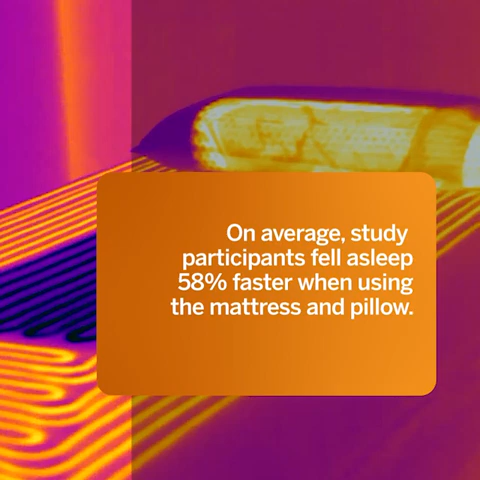 On average, study
participants fell asleep
58% faster when using
the mattress and pillow.